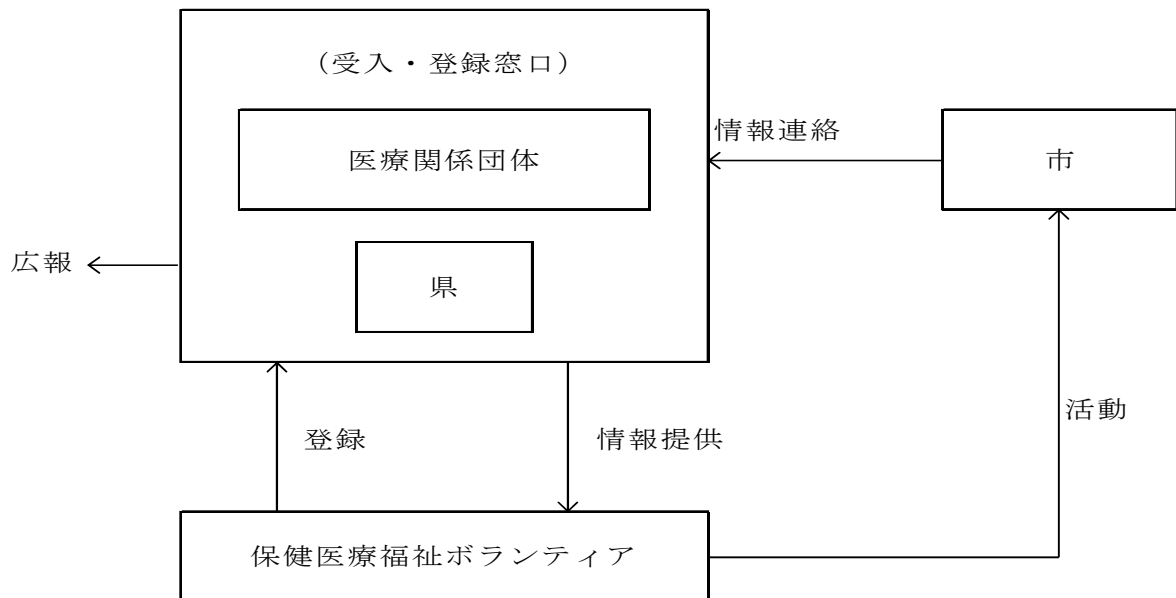 (受入・登録窓口)
医療関係団体
情報連絡
市
広報
県
登録
情報提供
活動
保健医療福祉ボランティア